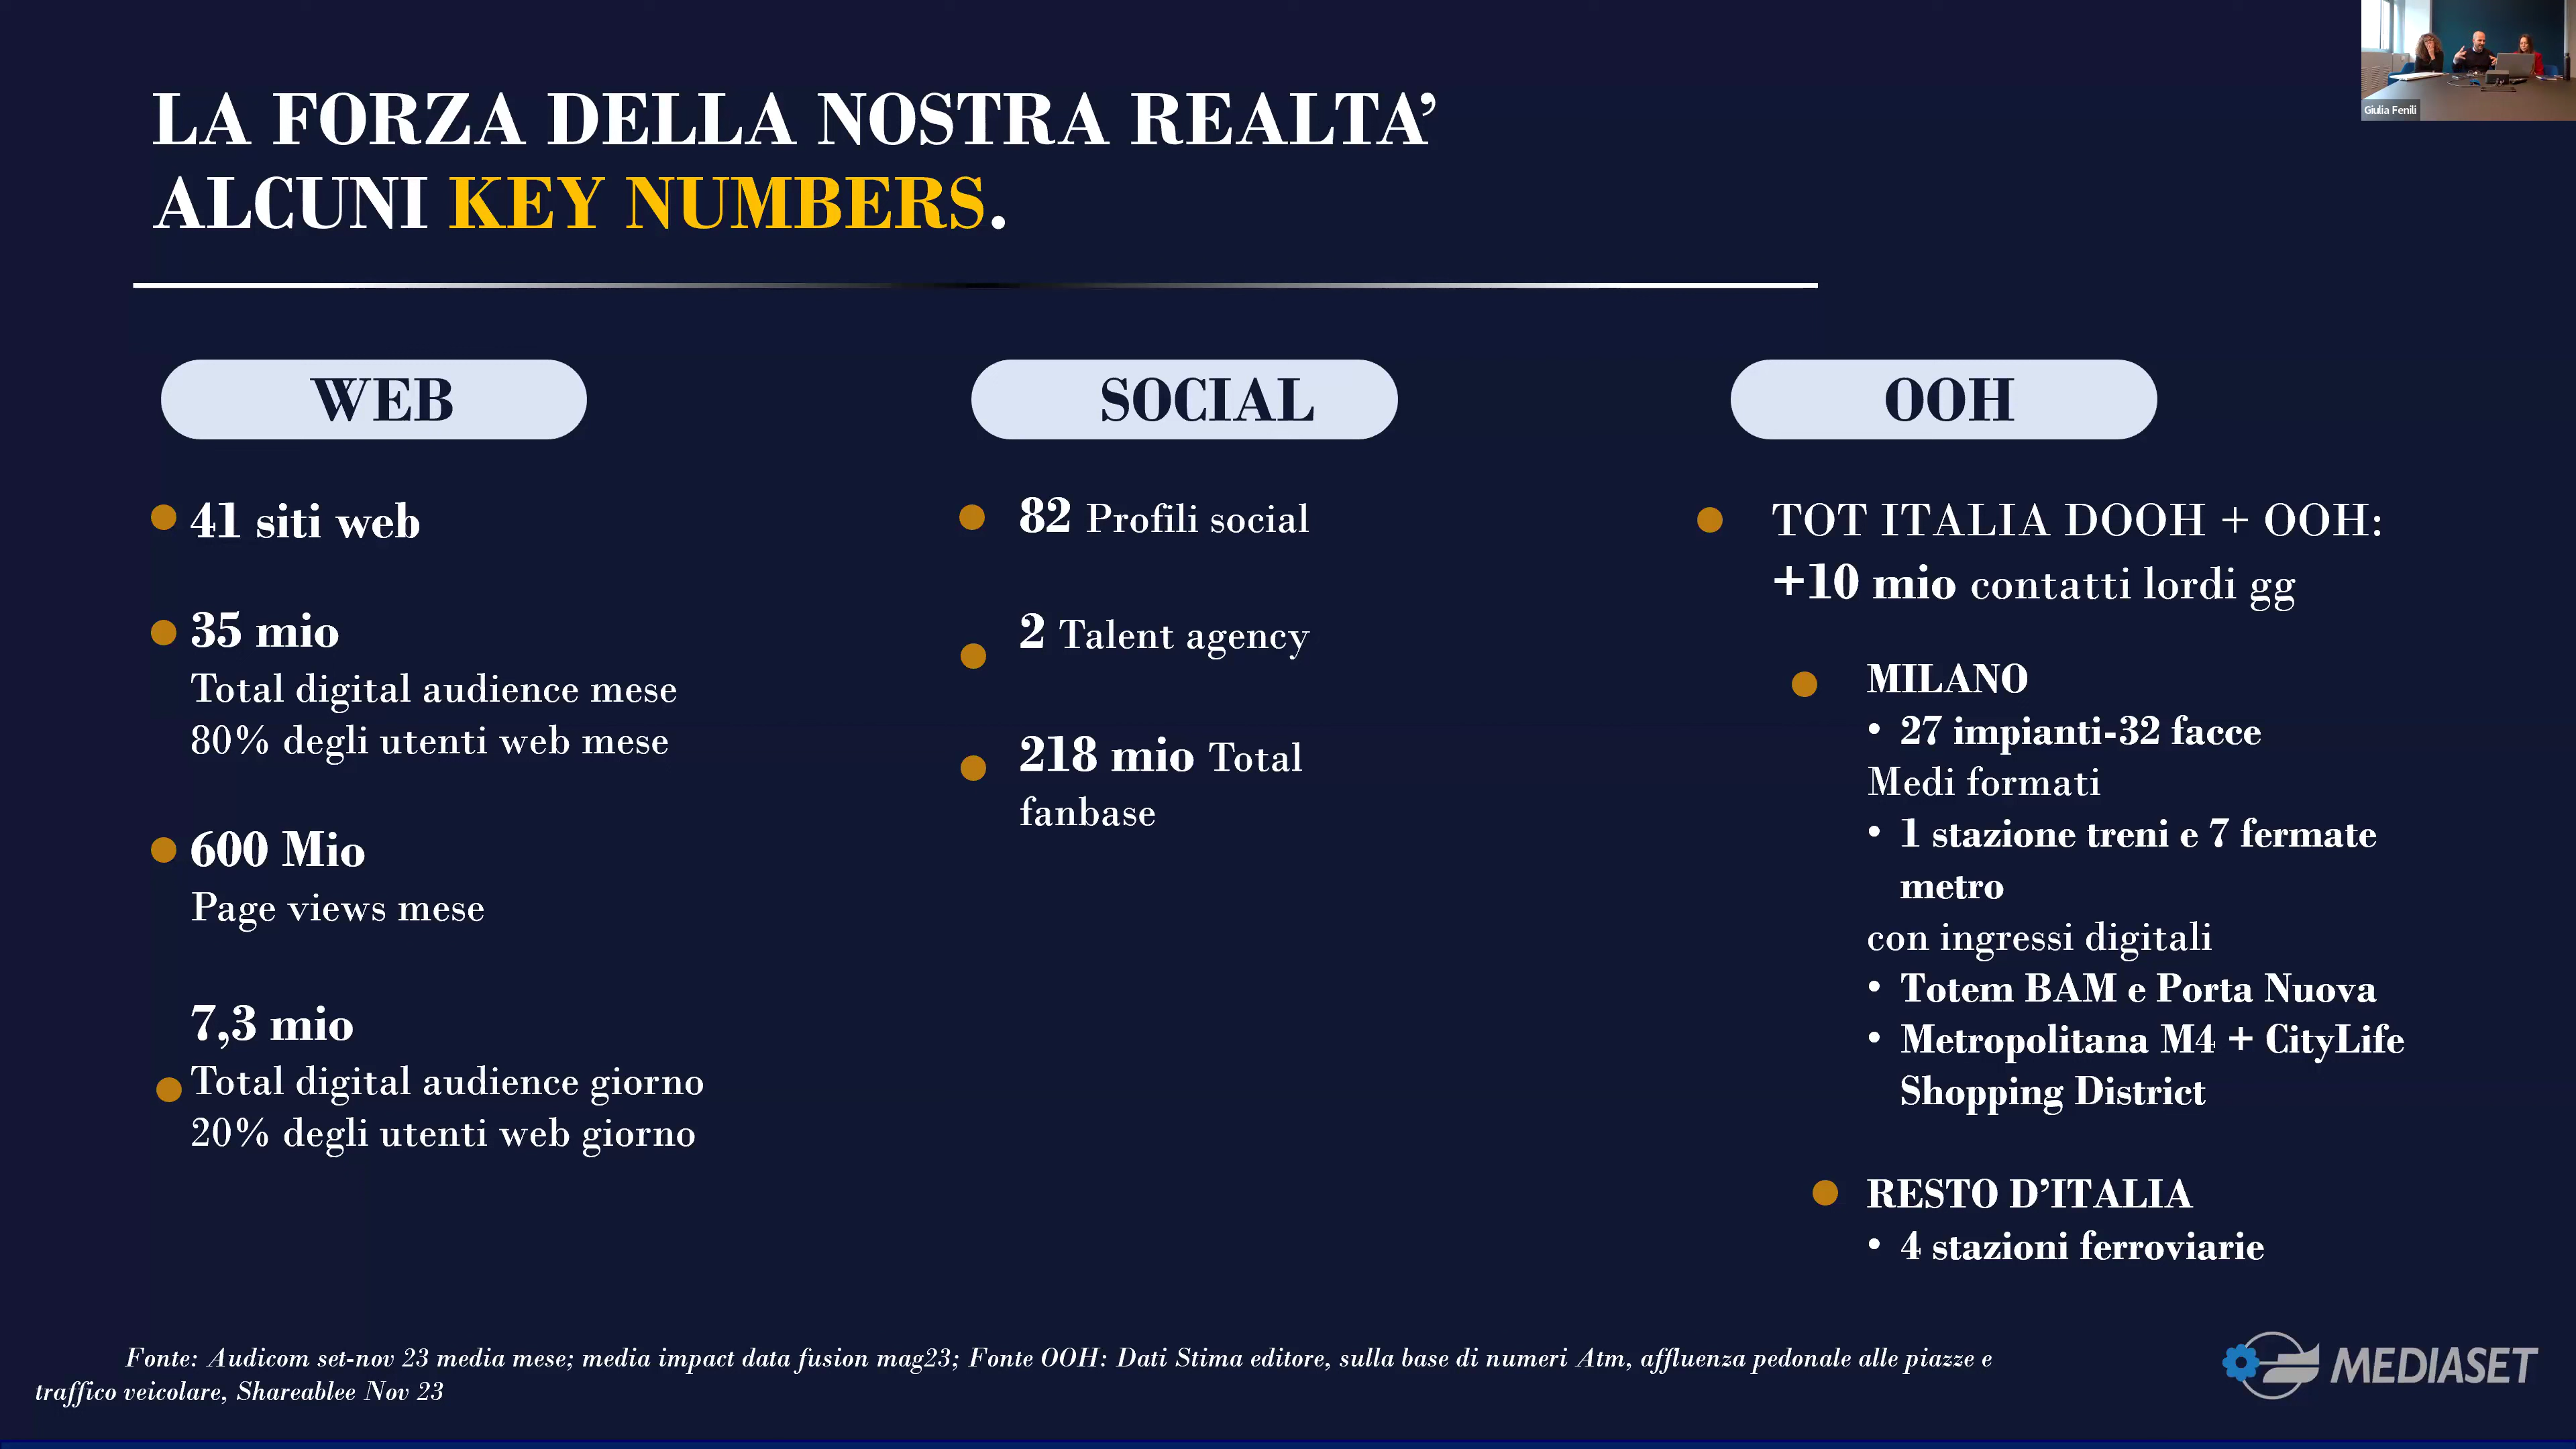 LA FORZA DELLA NOSTRA REALTA’
ALCUNI KEY NUMBERS.
Giulia Fenili
WEB
41 siti web
35 mio
Total digital audience mese
80% degli utenti web mese
600 Mio
Page views mese
7,3 mio
Total digital audience giorno
20% degli utenti web giorno
SOCIAL
82 Profili social
2 Talent agency
218 mio Total
fanbase
OOH
TOT ITALIA DOOH + OOH:
+10 mio contatti lordi gg
MILANO
• 27 impianti-32 facce
Medi formati
• 1 stazione treni e 7 fermate
metro
con ingressi digitali
• Totem BAM e Porta Nuova
• Metropolitana M4 + CityLife
Shopping District
RESTO D’ITALIA
• 4 stazioni ferroviarie
Fonte: Audicom set-nov 23 media mese; media impact data fusion mag23; Fonte OOH: Dati Stima editore, sulla base di numeri Atm, affluenza pedonale alle piazze e
traffico veicolare, Shareablee Nov 23
MEDIASET